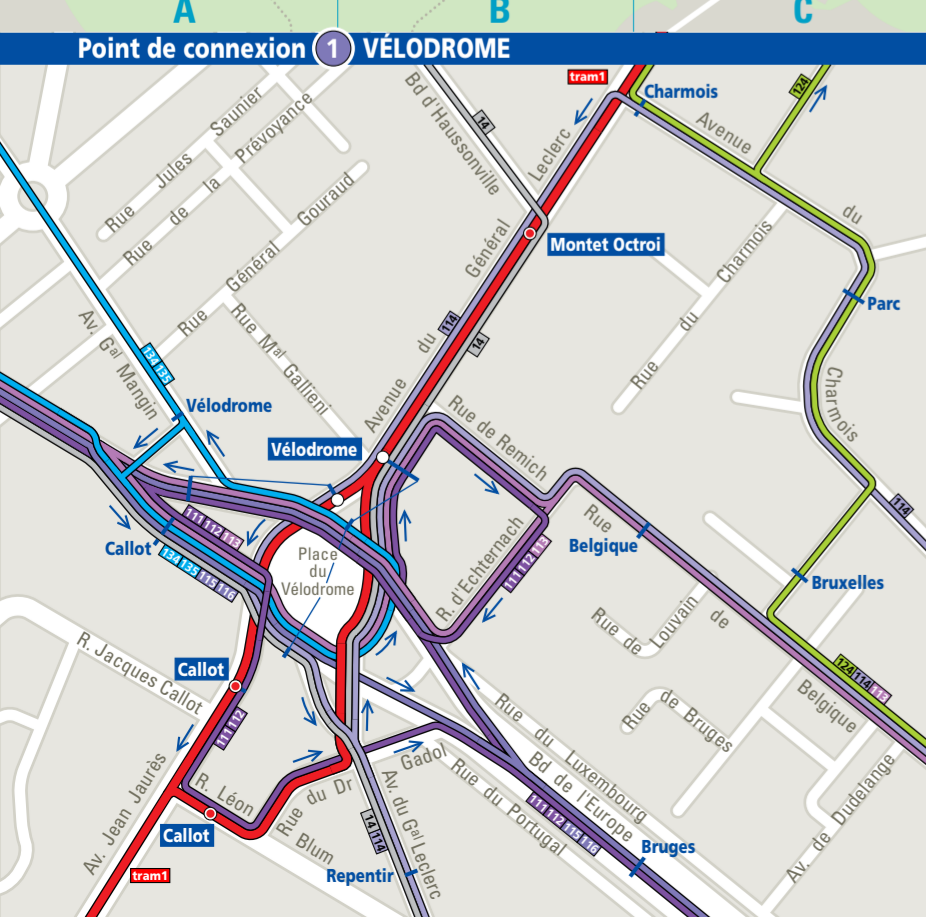 A B C
Point de connexion 1 VÉLODROME
tram1
Charmois
124
Bd d'Haussonville
14
Leclerc
Avenue
Rue Jules Saunier
Rue de la Prévoyance
du
Général
Montet Octroi
Rue Général Gouraud
Rue du Charmois
Parc
Av. Gal Mangin
Rue Mal Gallieni
114
du
14
134 135
Charmois
Vélodrome
Avenue
Rue de Remich
Vélodrome
114
111 112 113
Callot
134 135 115 116
Place
du
Vélodrome
R. d'Echternach
111 112 113
Rue
Belgique
Bruxelles
Rue de Louvain
de
R. Jacques Callot
Callot
111 112
124 114 113
Belgique
Rue de Bruges
Rue du Luxembourg
Bd de l'Europe
Gadol
Rue du Dr
R. Léon
Blum
Rue du Portugal
111 112 115 116
Av. Jean Jaurès
Callot
14 114
Av. du Gal Leclerc
Bruges
Av. de Dudelange
Repentir
tram1